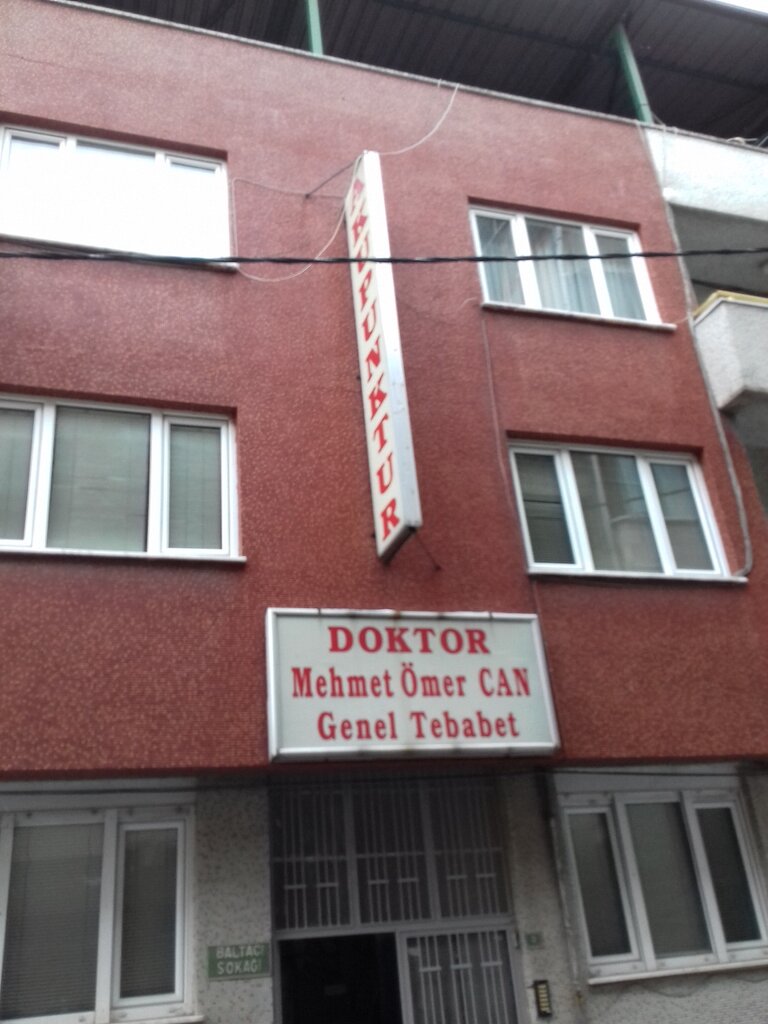 AKUPUNKTUR
DOKTOR
Mehmet Ömer CAN
Genel Tebabet
BALTACI
SOKAĞI